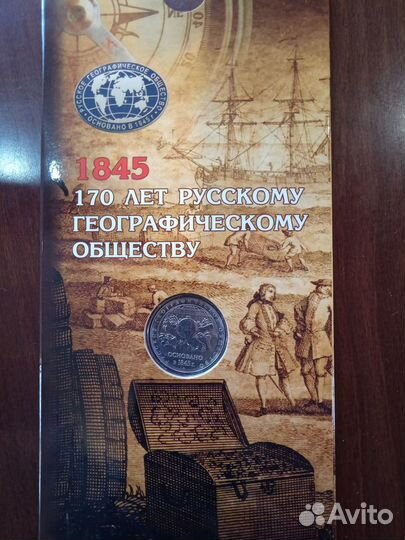 РУССКОЕ ГЕОГРАФИЧЕСКОЕ ОБЩЕСТВО
• ОСНОВАНО В 1845 Г. •
1845
170 ЛЕТ РУССКОМУ
ГЕОГРАФИЧЕСКОМУ
ОБЩЕСТВУ
ОСНОВАНО
в 1845 г.
Avito